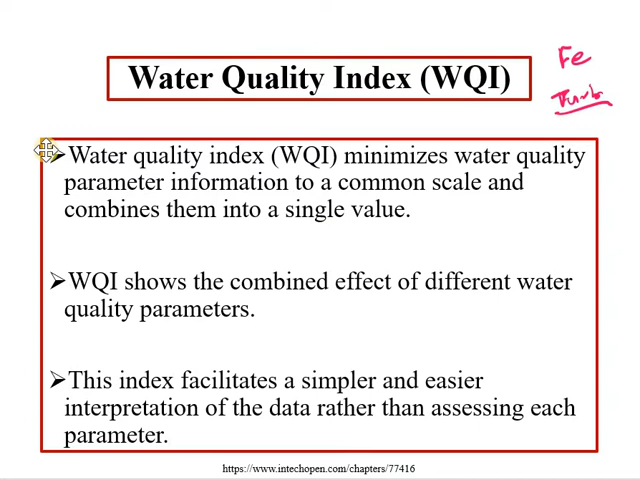 Water Quality Index (WQI)
Fe
Turb
➢Water quality index (WQI) minimizes water quality
parameter information to a common scale and
combines them into a single value.
➢WQI shows the combined effect of different water
quality parameters.
➢This index facilitates a simpler and easier
interpretation of the data rather than assessing each
parameter.
https://www.intechopen.com/chapters/77416